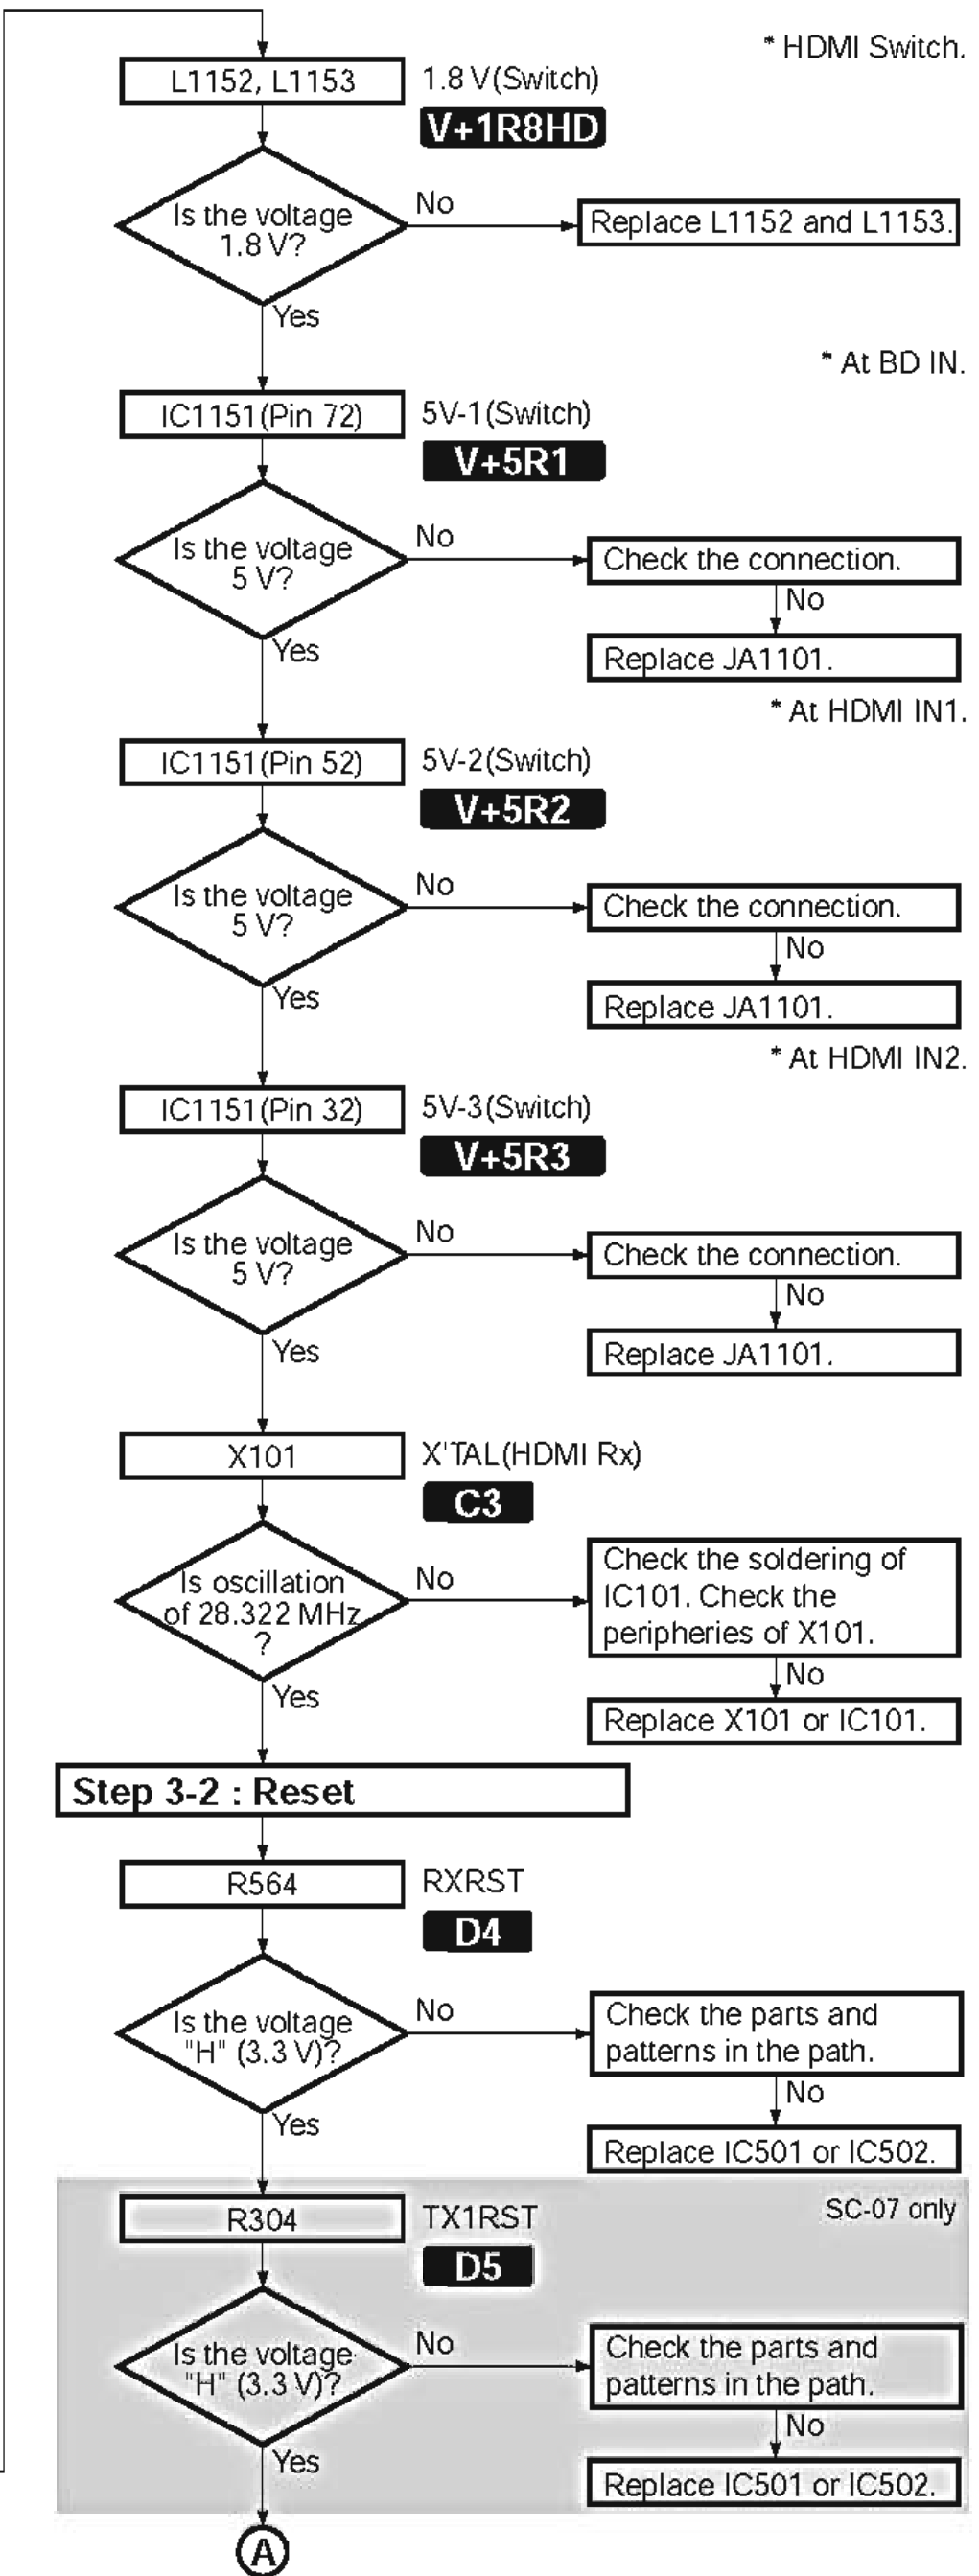 * HDMI Switch.
L1152, L1153
1.8 V(Switch)
V+1R8HD
Is the voltage
1.8 V?
No
Replace L1152 and L1153.
Yes
* At BD IN.
IC1151(Pin 72)
5V-1(Switch)
V+5R1
Is the voltage
5 V?
No
Check the connection.
No
Replace JA1101.
Yes
* At HDMI IN1.
IC1151(Pin 52)
5V-2(Switch)
V+5R2
Is the voltage
5 V?
No
Check the connection.
No
Replace JA1101.
Yes
* At HDMI IN2.
IC1151(Pin 32)
5V-3(Switch)
V+5R3
Is the voltage
5 V?
No
Check the connection.
No
Replace JA1101.
Yes
X101
X'TAL(HDMI Rx)
C3
Is oscillation
of 28.322 MHz
?
No
Check the soldering of
IC101. Check the
peripheries of X101.
No
Replace X101 or IC101.
Yes
Step 3-2 : Reset
R564
RXRST
D4
Is the voltage
"H" (3.3 V)?
No
Check the parts and
patterns in the path.
No
Replace IC501 or IC502.
Yes
SC-07 only
R304
TX1RST
D5
Is the voltage
"H" (3.3 V)?
No
Check the parts and
patterns in the path.
No
Replace IC501 or IC502.
Yes
A